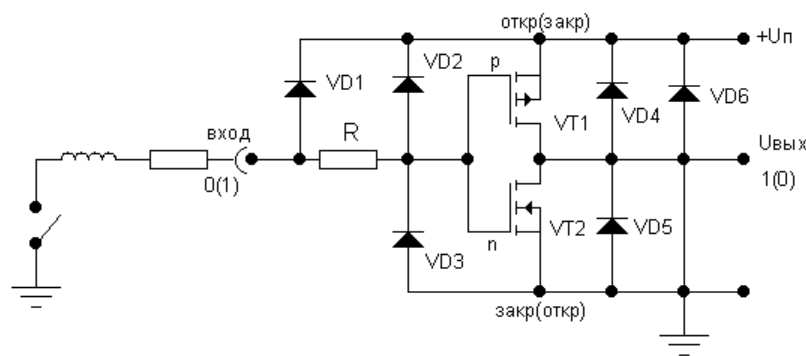 откр(закр)
+Uп
p
VD2
VD1
VD4
VD6
VT1
вход
R
Uвых
0(1)
1(0)
VD3
n
VT2
VD5
закр(откр)